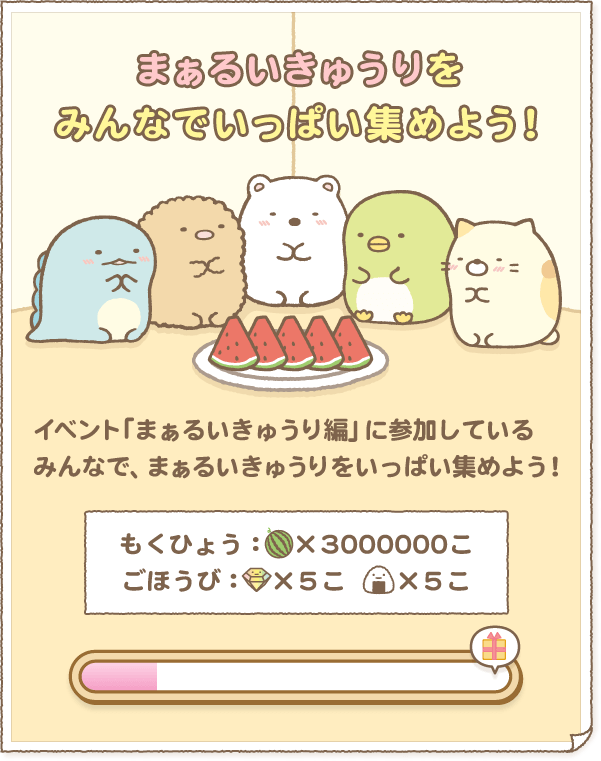 まぁるいきゅうりを
みんなでいっぱい集めよう!
イベント「まぁるいきゅうり編」に参加している
みんなで、まぁるいきゅうりをいっぱい集めよう!
もくひょう:×3000000こ
ごほうび:×5こ ×5こ